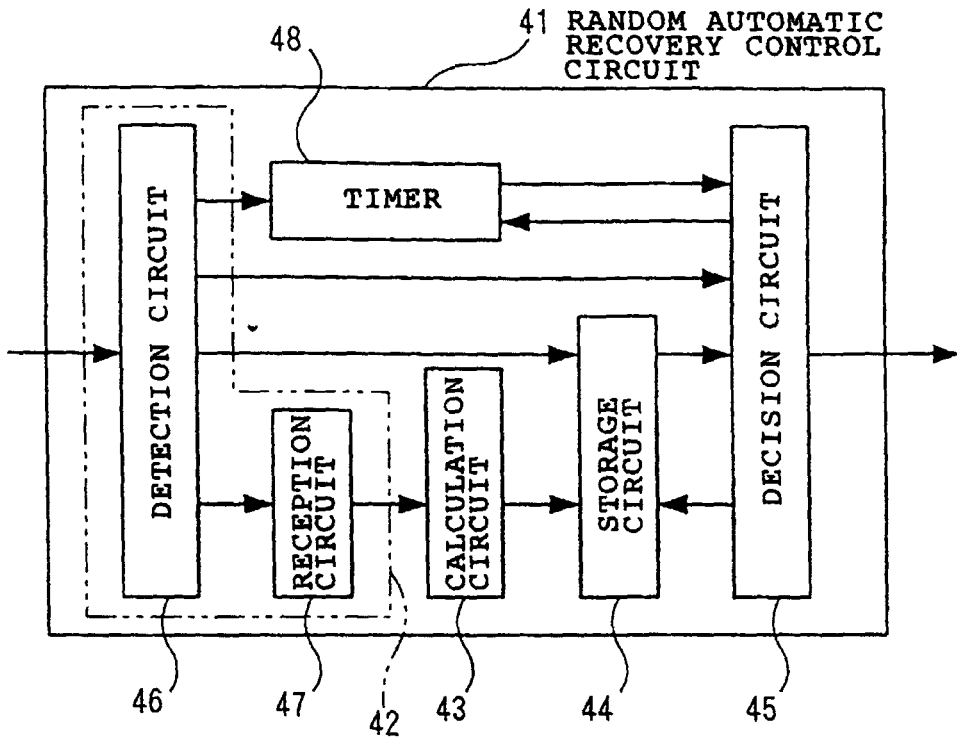 48
41 RANDOM AUTOMATIC
RECOVERY CONTROL
CIRCUIT
TIMER
DETECTION CIRCUIT
RECEPTION
CIRCUIT
CALCULATION
CIRCUIT
STORAGE
CIRCUIT
DECISION CIRCUIT
46
47
42
43
44
45